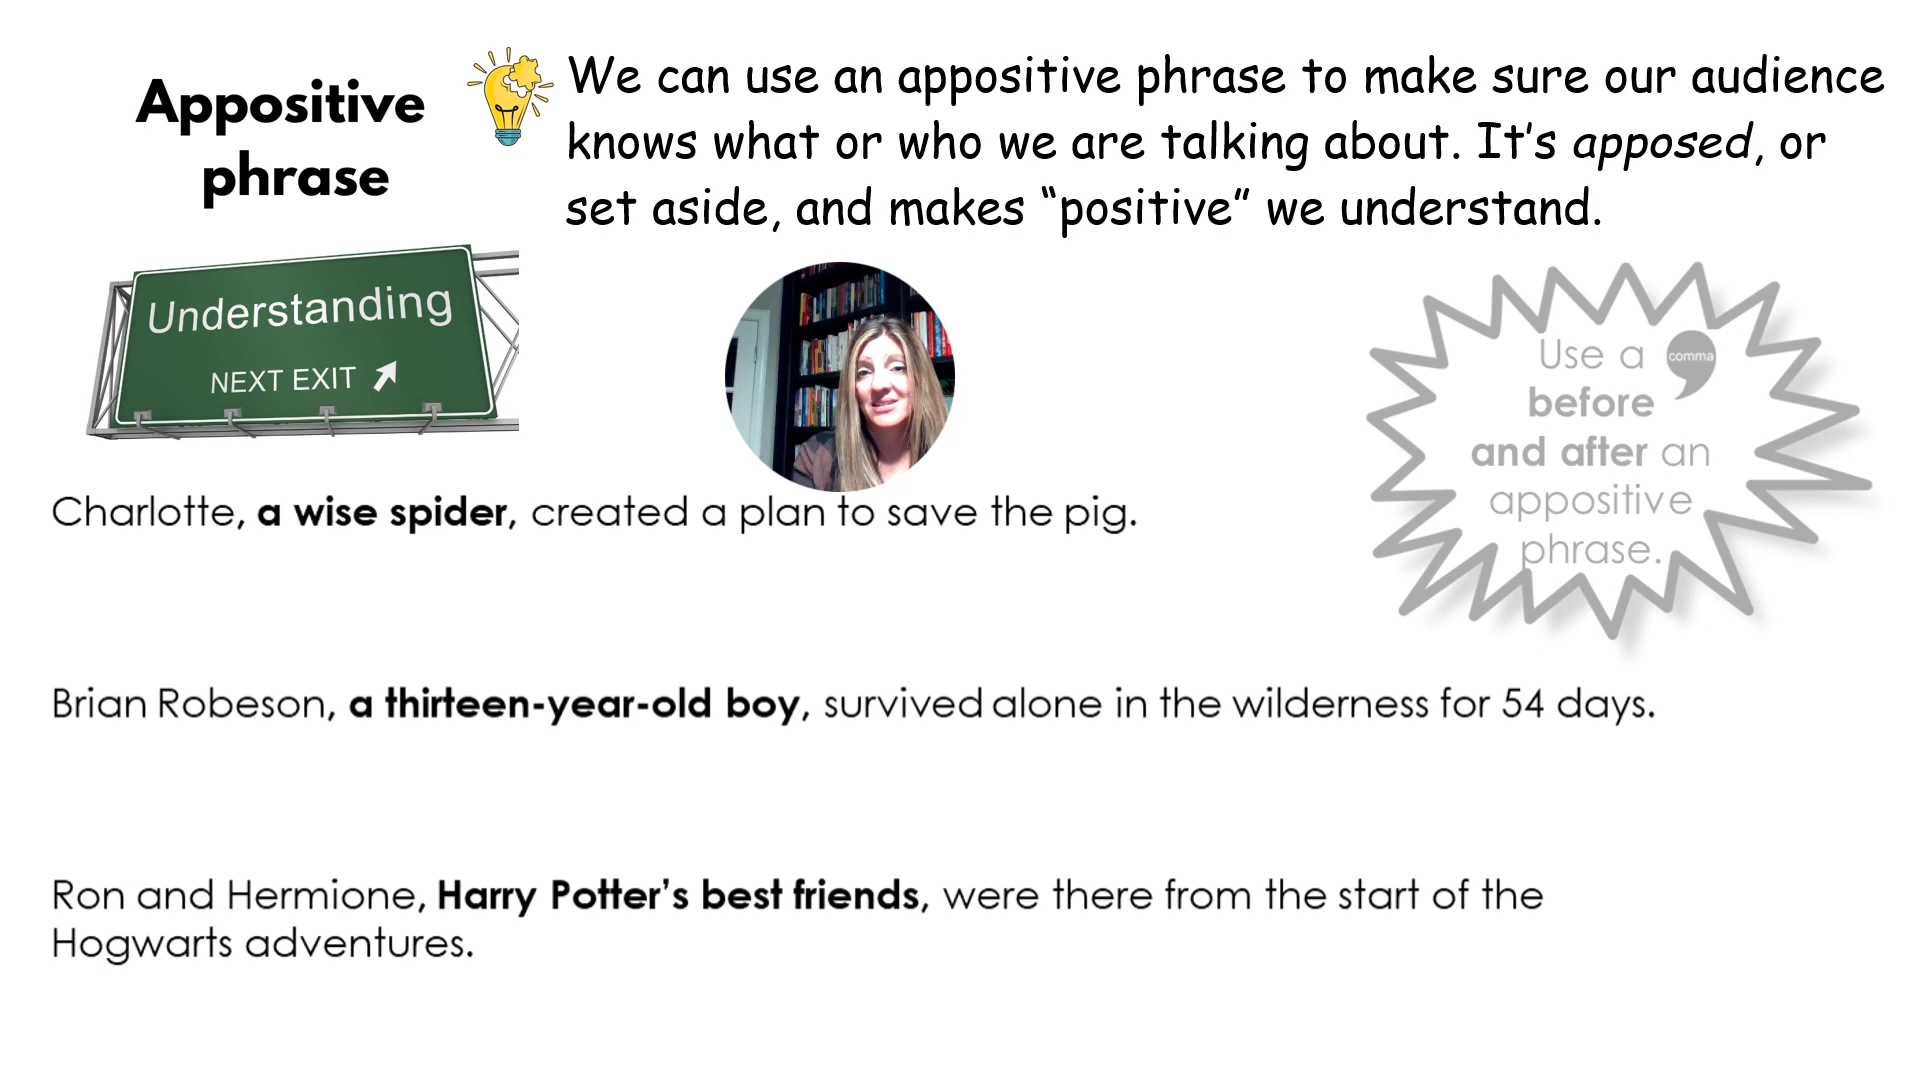 Appositive
phrase
We can use an appositive phrase to make sure our audience
knows what or who we are talking about. It's apposed, or
set aside, and makes “positive” we understand.
Understanding
NEXT EXIT
Use a comma
before
and after an
appositive
phrase.
Charlotte, a wise spider, created a plan to save the pig.
Brian Robeson, a thirteen-year-old boy, survived alone in the wilderness for 54 days.
Ron and Hermione, Harry Potter’s best friends, were there from the start of the
Hogwarts adventures.